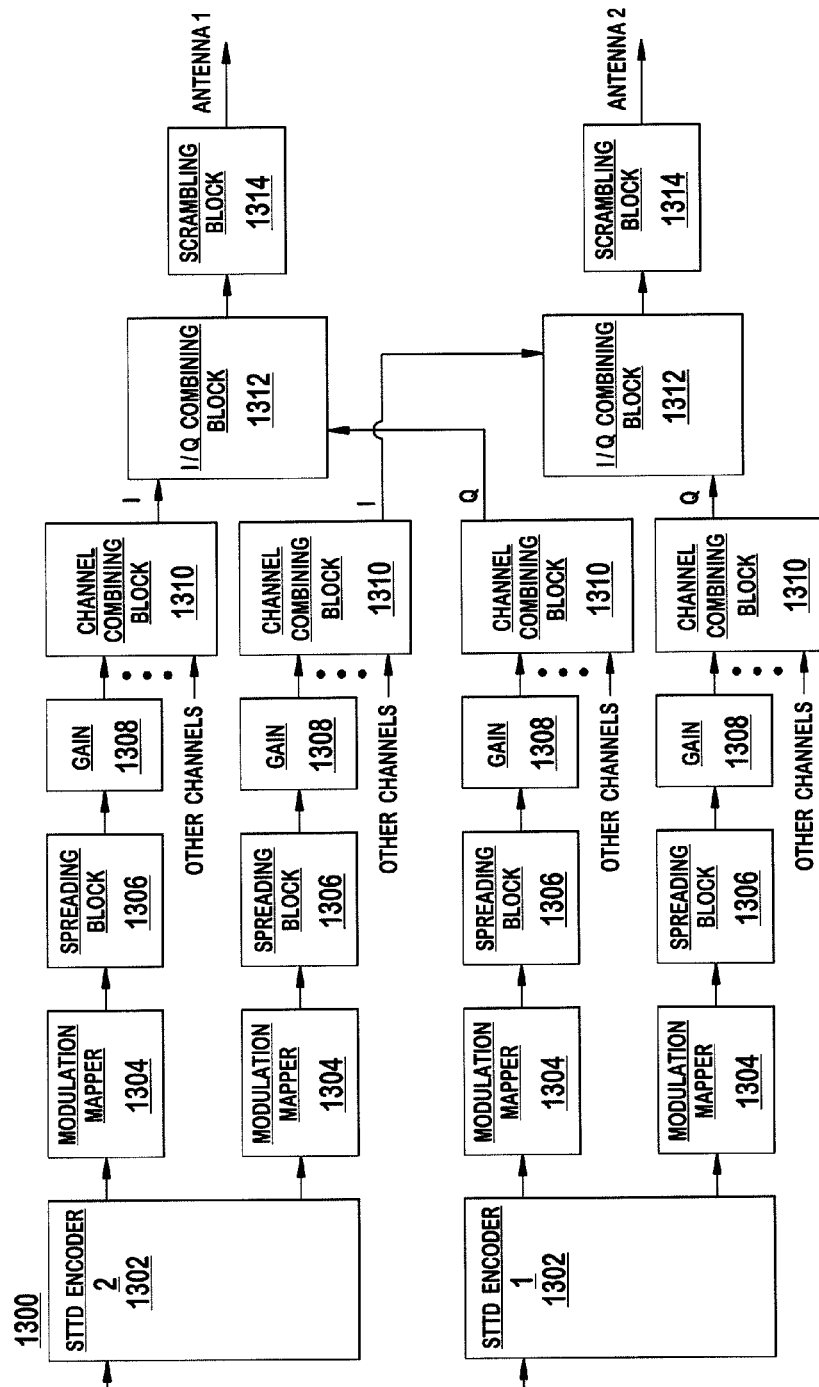 1300
STTD ENCODER
2
1302
MODULATION
MAPPER
1304
SPREADING
BLOCK
1306
GAIN
1308
OTHER CHANNELS
CHANNEL
COMBINING
BLOCK
1310
I
I/Q COMBINING
BLOCK
1312
SCRAMBLING
BLOCK
1314
ANTENNA 1
MODULATION
MAPPER
1304
SPREADING
BLOCK
1306
GAIN
1308
OTHER CHANNELS
CHANNEL
COMBINING
BLOCK
1310
I
STTD ENCODER
1
1302
MODULATION
MAPPER
1304
SPREADING
BLOCK
1306
GAIN
1308
OTHER CHANNELS
CHANNEL
COMBINING
BLOCK
1310
Q
I/Q COMBINING
BLOCK
1312
SCRAMBLING
BLOCK
1314
ANTENNA 2
MODULATION
MAPPER
1304
SPREADING
BLOCK
1306
GAIN
1308
OTHER CHANNELS
CHANNEL
COMBINING
BLOCK
1310
Q